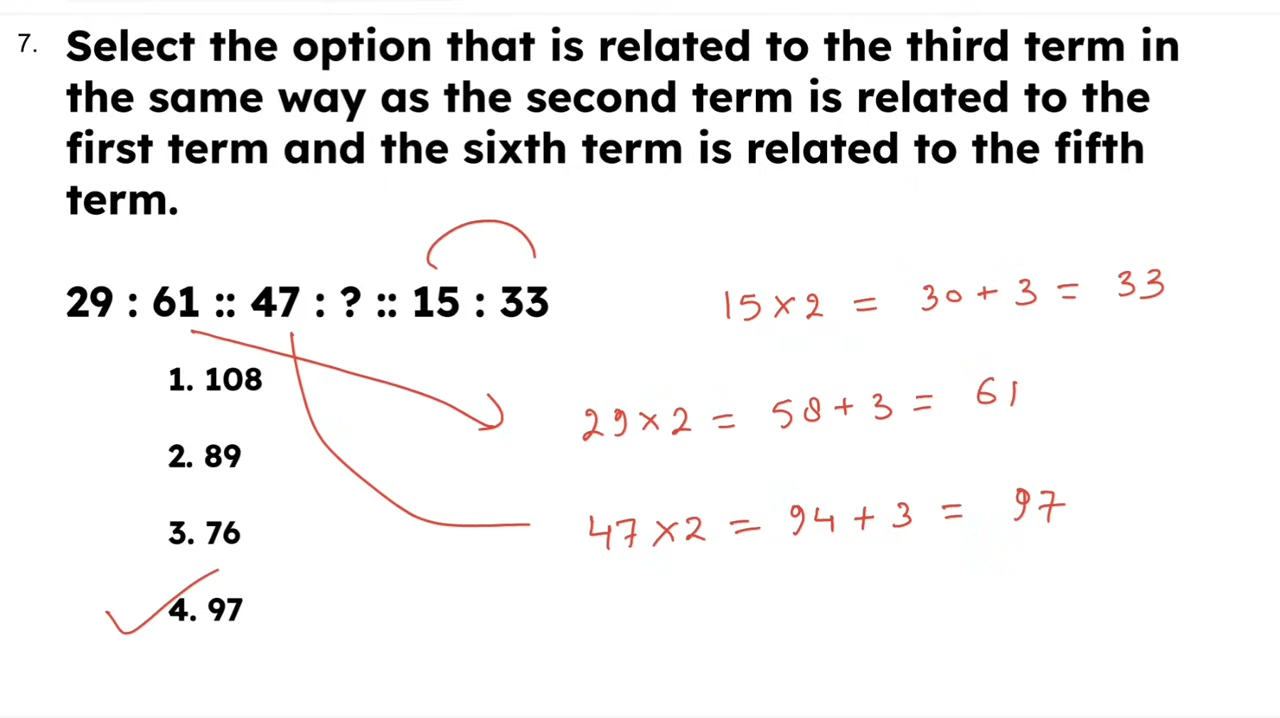 7. Select the option that is related to the third term in
the same way as the second term is related to the
first term and the sixth term is related to the fifth
term.
29 : 61 :: 47 : ? :: 15 : 33
15 × 2 = 30 + 3 = 33
1. 108
29 × 2 = 58 + 3 = 61
2. 89
47 × 2 = 94 + 3 = 97
3. 76
4. 97